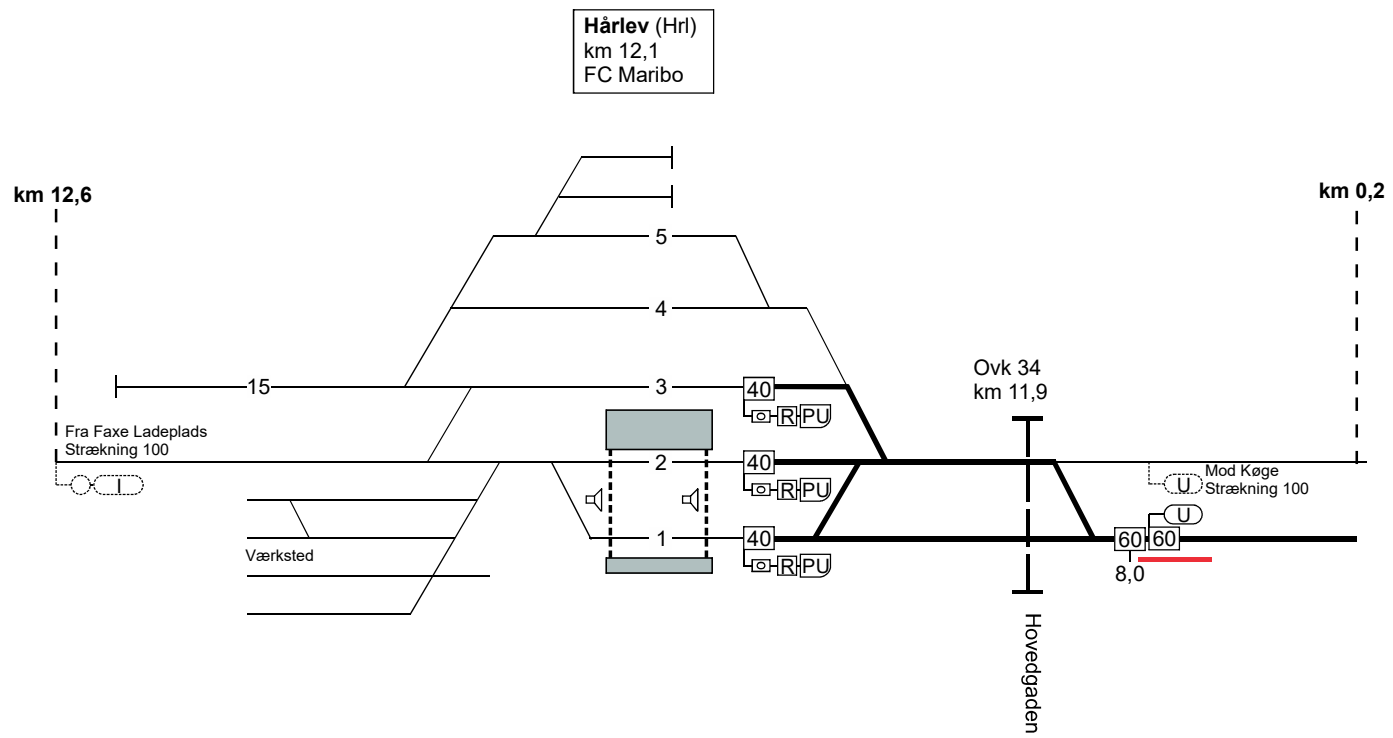 Hårlev (Hrl)
km 12,1
FC Maribo
km 12,6
km 0,2
5
4
Ovk 34
km 11,9
15
3
40
R
PU
Fra Faxe Ladeplads
Strækning 100
I
2
40
R
PU
Mod Køge
Strækning 100
U
U
1
40
60
60
Værksted
R
PU
8,0
Hovedgaden